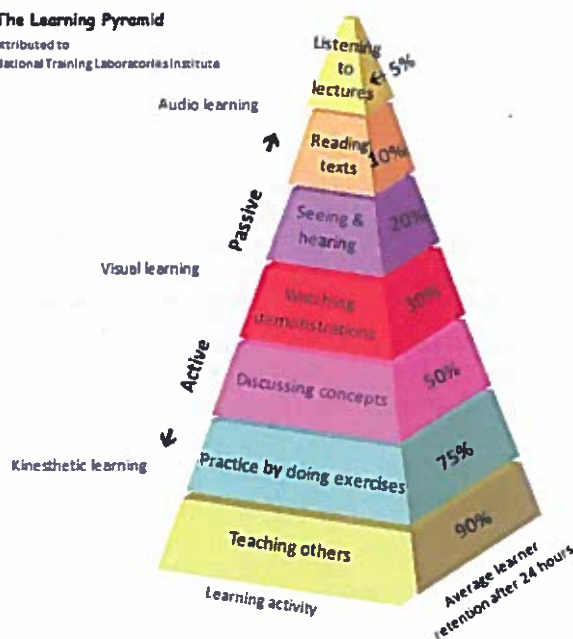 The Learning Pyramid
attributed to
National Training Laboratories Institute
Listening
to
lectures
5%
Audio learning
Reading
texts
10%
Passive
Seeing &
hearing
20%
Visual learning
Watching
demonstrations
30%
Active
Discussing concepts
50%
Kinesthetic learning
Practice by doing exercises
75%
Teaching others
90%
Learning activity
Average learner
retention after 24 hours